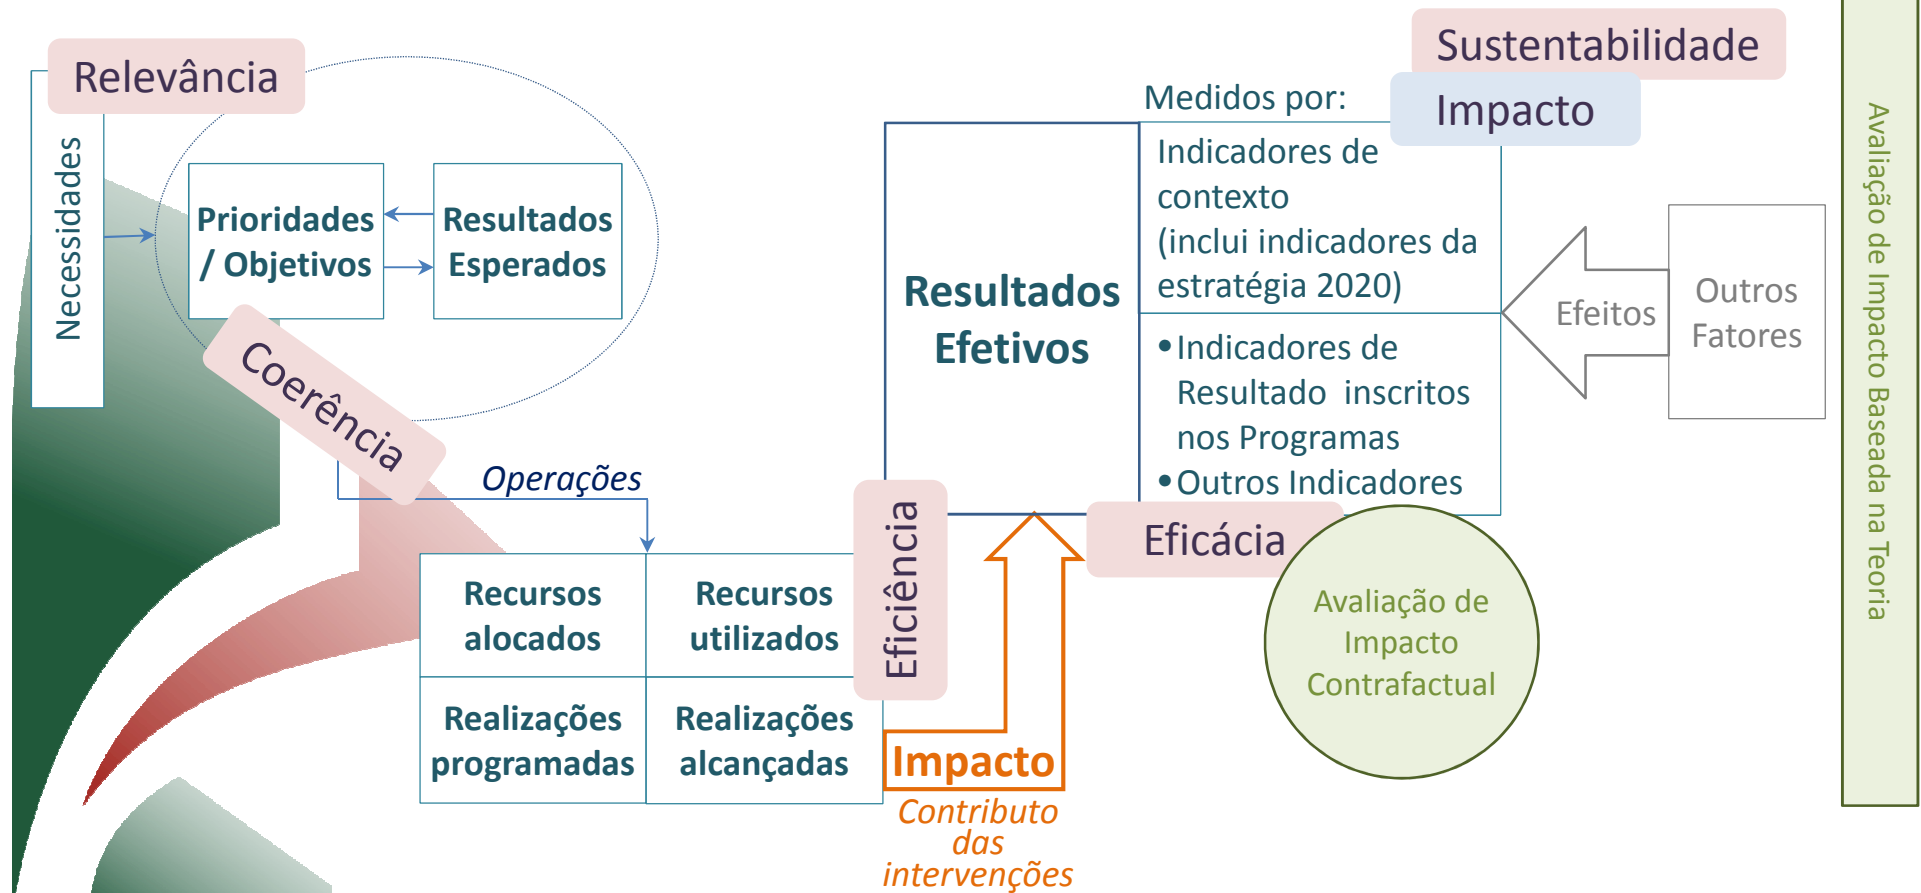 Relevância
Necessidades
Prioridades
/ Objetivos
Resultados
Esperados
Coerência
Operações
Recursos
alocados
Recursos
utilizados
Realizações
programadas
Realizações
alcançadas
Eficiência
Impacto
Contributo
das
intervenções
Resultados
Efetivos
Medidos por:
Sustentabilidade
Impacto
Indicadores de
contexto
(inclui indicadores da
estratégia 2020)
•Indicadores de
Resultado inscritos
nos Programas
•Outros Indicadores
Eficácia
Avaliação de
Impacto
Contrafactual
Efeitos
Outros
Fatores
Avaliação de Impacto Baseada na Teoria